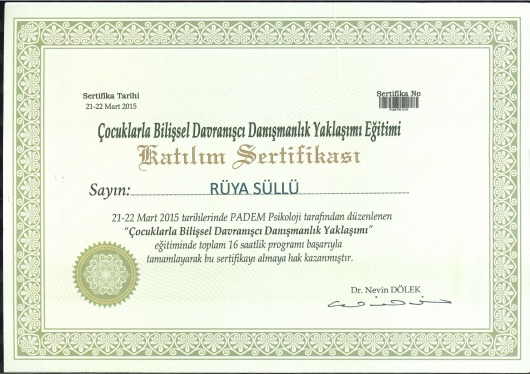 Sertifika Tarihi
21-22 Mart 2015
Sertifika No
Çocuklarla Bilişsel Davranışcı Danışmanlık Yaklaşımı Eğitimi
Katılım Sertifikası
Sayın: RÜYA SÜLLÜ
21-22 Mart 2015 tarihlerinde PADEM Psikoloji tarafından düzenlenen
"Çocuklarla Bilişsel Davranışcı Danışmanlık Yaklaşımı"
eğitiminde toplam 16 saatlik programı başarıyla
tamamlayarak bu sertifikayı almaya hak kazanmıştır.
Dr. Nevin DÖLEK